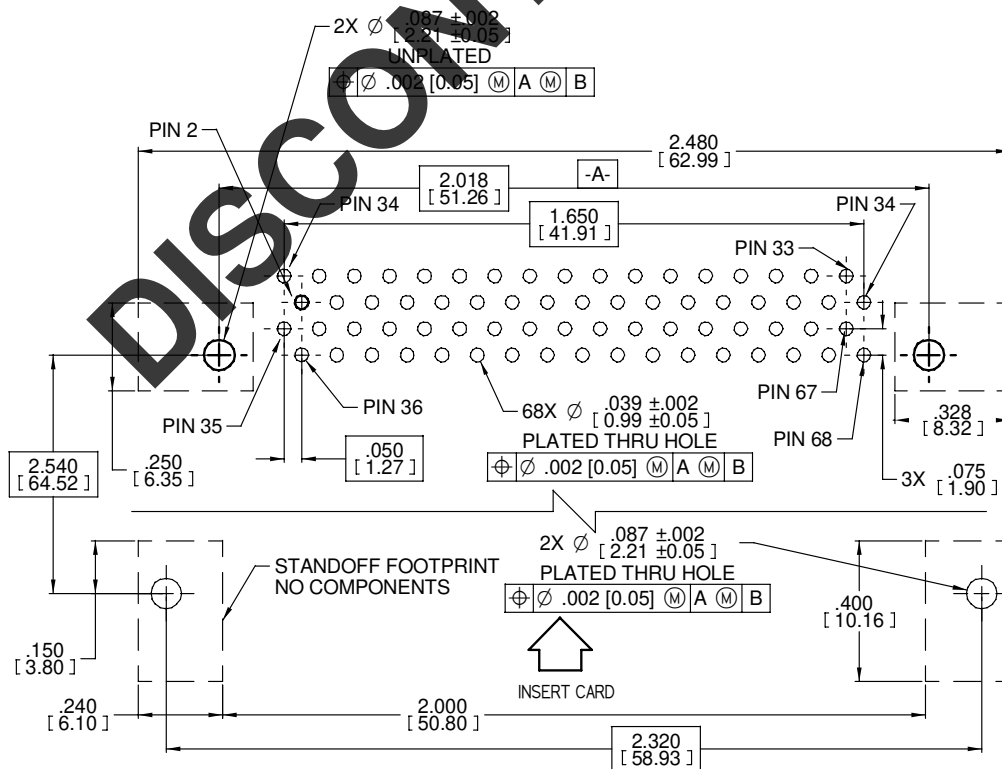 DISCON
2X Ø .087 ±.002
[ 2.21 ±0.05 ]
UNPLATED
⌖ Ø .002 [0.05] Ⓜ A Ⓜ B
PIN 2
2.480
[ 62.99 ]
2.018
[ 51.26 ]
-A-
PIN 34
1.650
[ 41.91 ]
PIN 34
PIN 33
PIN 35
PIN 36
68X Ø .039 ±.002
[ 0.99 ±0.05 ]
PLATED THRU HOLE
⌖ Ø .002 [0.05] Ⓜ A Ⓜ B
PIN 67
PIN 68
.328
[ 8.32 ]
2.540
[ 64.52 ]
.250
[ 6.35 ]
.050
[ 1.27 ]
3X .075
[ 1.90 ]
2X Ø .087 ±.002
[ 2.21 ±0.05 ]
PLATED THRU HOLE
⌖ Ø .002 [0.05] Ⓜ A Ⓜ B
STANDOFF FOOTPRINT
NO COMPONENTS
.400
[ 10.16 ]
.150
[ 3.80 ]
INSERT CARD
.240
[ 6.10 ]
2.000
[ 50.80 ]
2.320
[ 58.93 ]